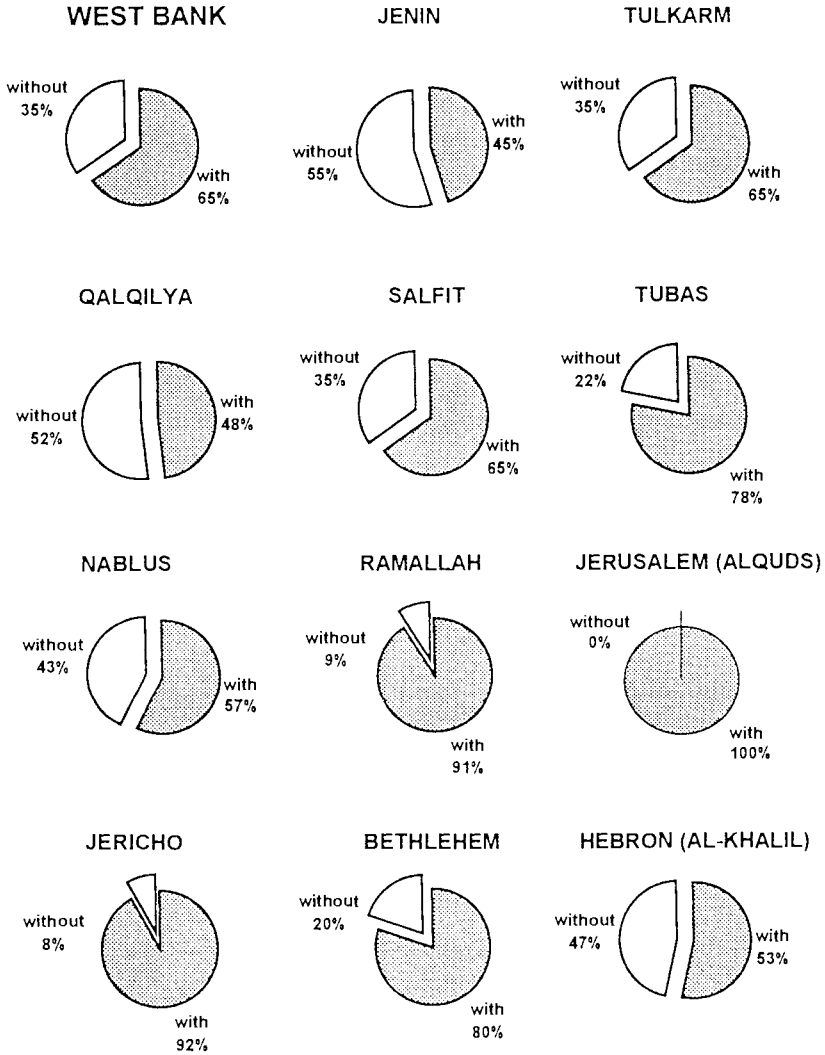 WEST BANK
without
35%
with
65%
JENIN
without
55%
with
45%
TULKARM
without
35%
with
65%
QALQILYA
without
52%
with
48%
SALFIT
without
35%
with
65%
TUBAS
without
22%
with
78%
NABLUS
without
43%
with
57%
RAMALLAH
without
9%
with
91%
JERUSALEM (ALQUDS)
without
0%
with
100%
JERICHO
without
8%
with
92%
BETHLEHEM
without
20%
with
80%
HEBRON (AL-KHALIL)
without
47%
with
53%